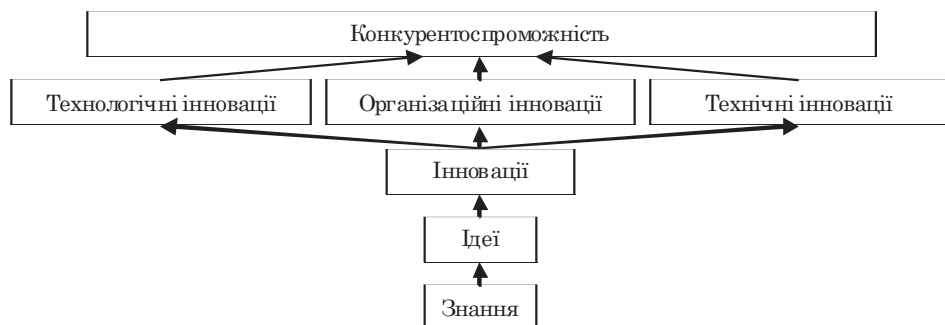 Конкурентоспроможність
Технологічні інновації
Організаційні інновації
Технічні інновації
Інновації
Ідеї
Знання